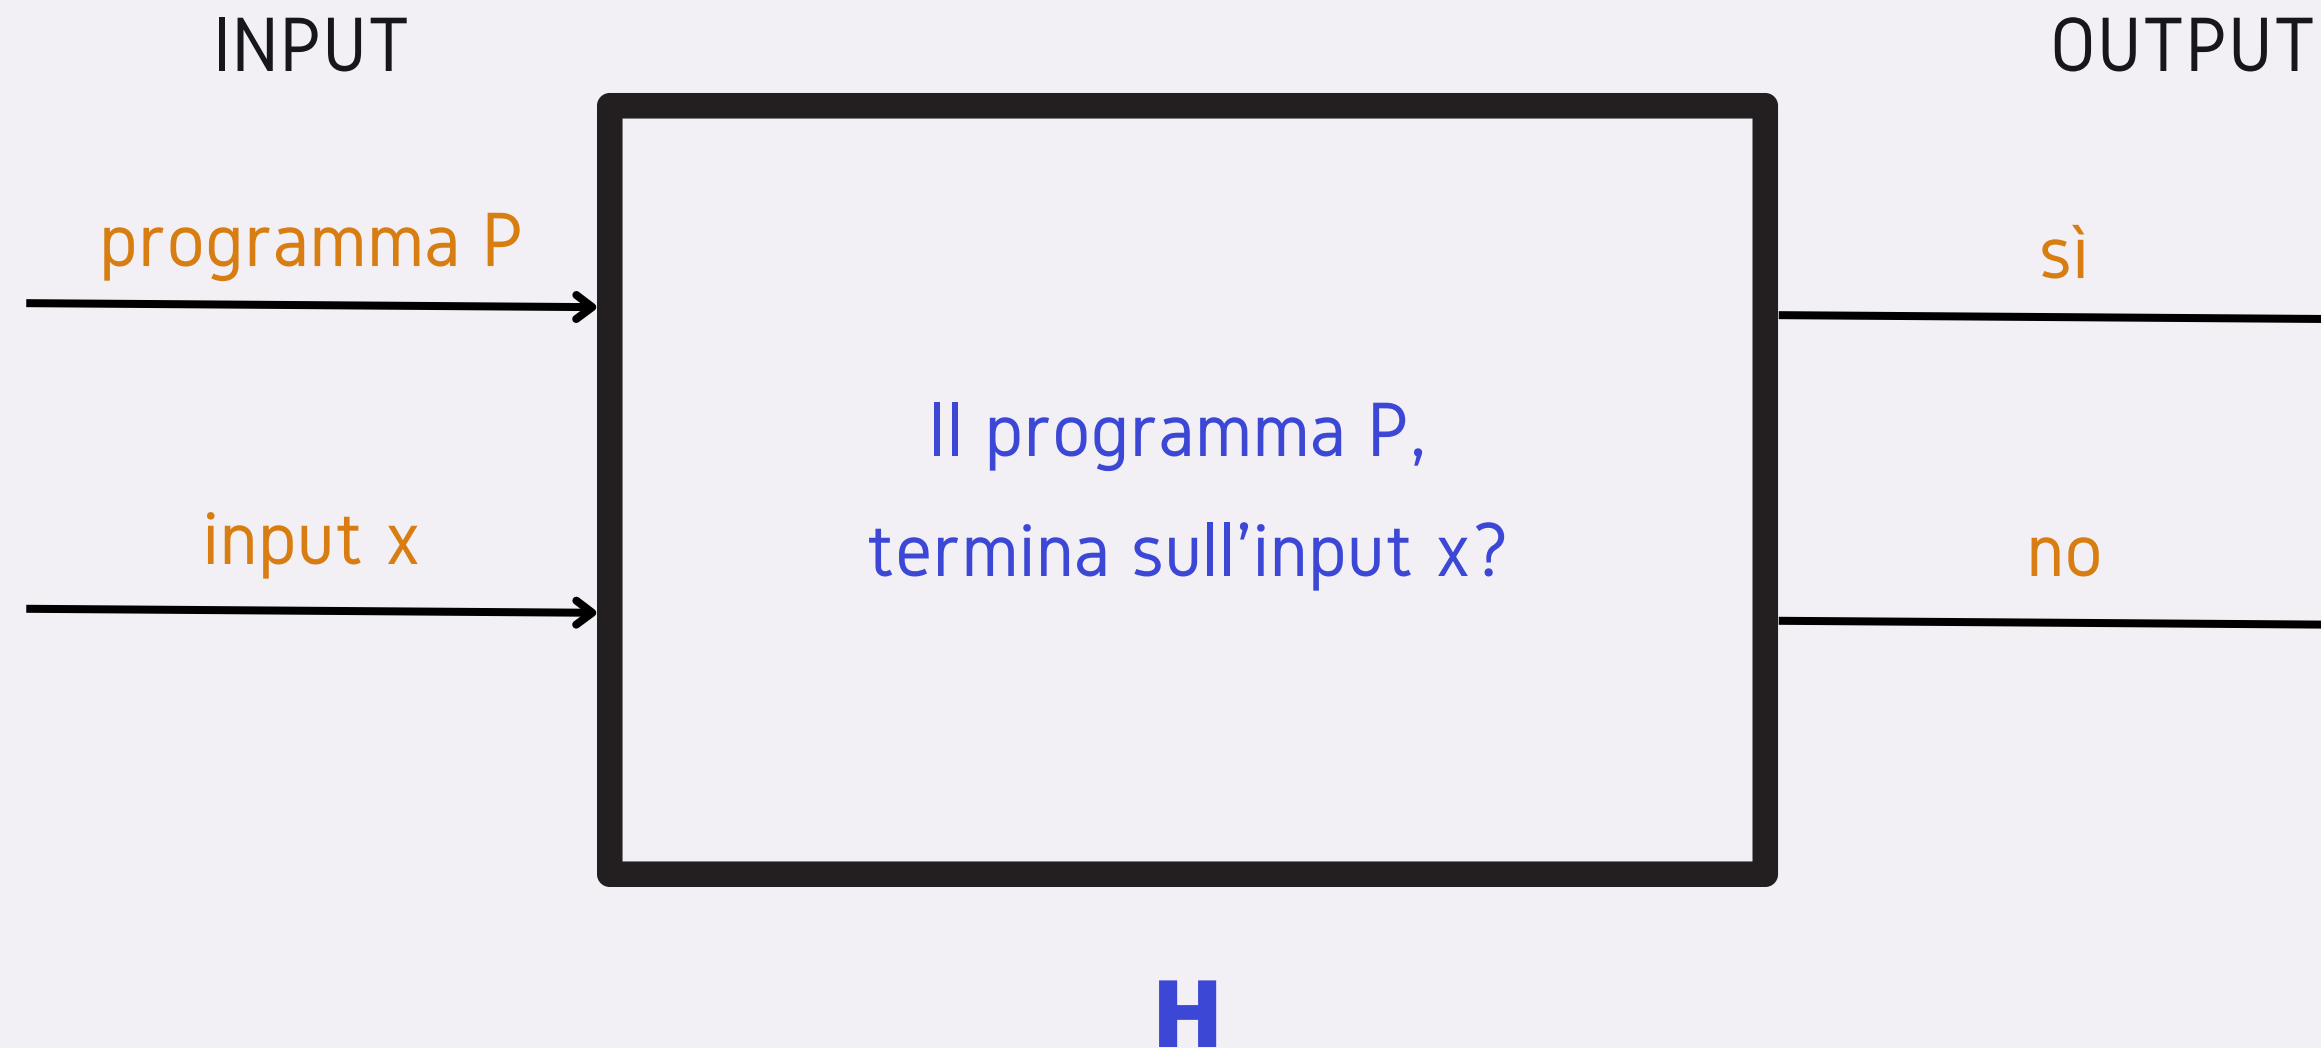 INPUT
OUTPUT
programma P
sì
Il programma P,
input x
termina sull'input x?
no
H